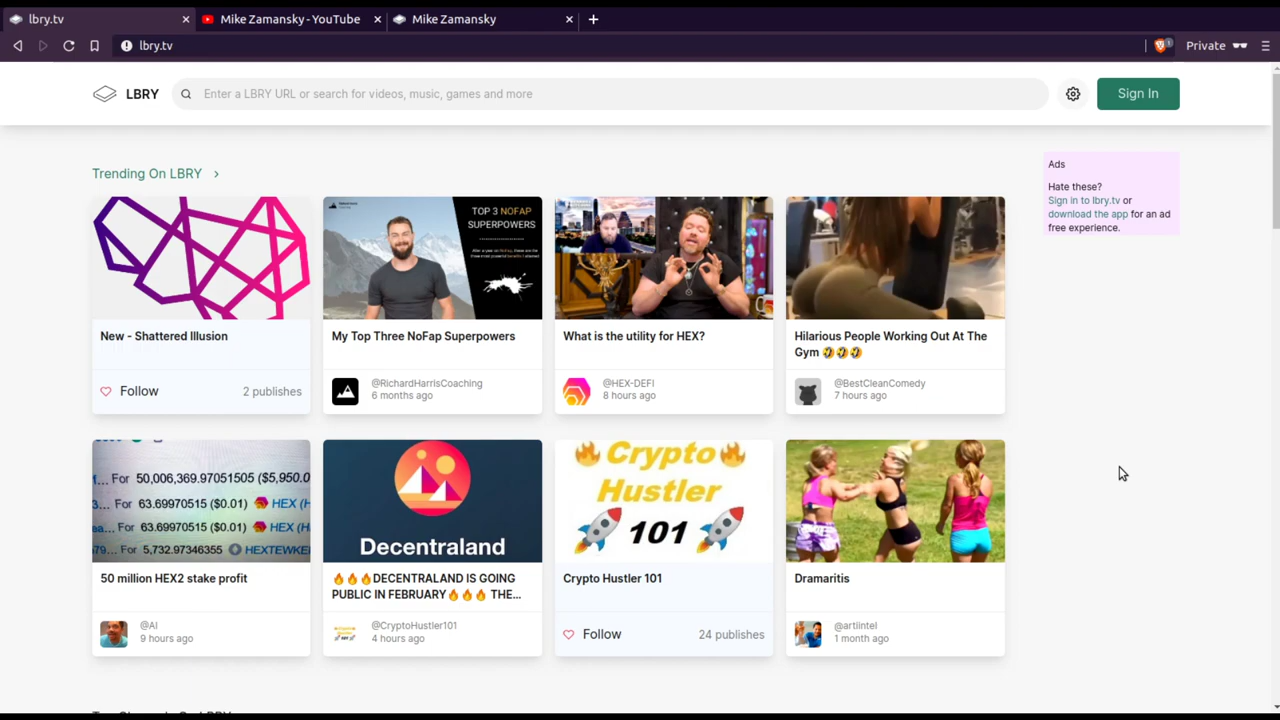 lbry.tv
Mike Zamansky - YouTube
Mike Zamansky
lbry.tv
1
Private
LBRY
Enter a LBRY URL or search for videos, music, games and more
Sign In
Trending On LBRY
Ads
Hate these?
Sign in to lbry.tv or
download the app for an ad
free experience.
TOP 3 NOFAP
SUPERPOWERS
New - Shattered Illusion
My Top Three NoFap Superpowers
What is the utility for HEX?
Hilarious People Working Out At The
Gym 🤣🤣🤣
Follow
2 publishes
@RichardHarrisCoaching
6 months ago
@HEX-DEFI
8 hours ago
@BestCleanComedy
7 hours ago
... For 50,006,369.97051505 ($5,950.0
... For 63.69970515 ($0.01) HEX (H
... For 63.69970515 ($0.01) HEX (H
79... For 5,732.97346355 HEXTEWKE
Decentraland
Crypto
Hustler
101
50 million HEX2 stake profit
🔥🔥🔥DECENTRALAND IS GOING
PUBLIC IN FEBRUARY🔥🔥🔥 THE...
Crypto Hustler 101
Dramaritis
@AI
9 hours ago
@CryptoHustler101
4 hours ago
Follow
24 publishes
@artiintel
1 month ago